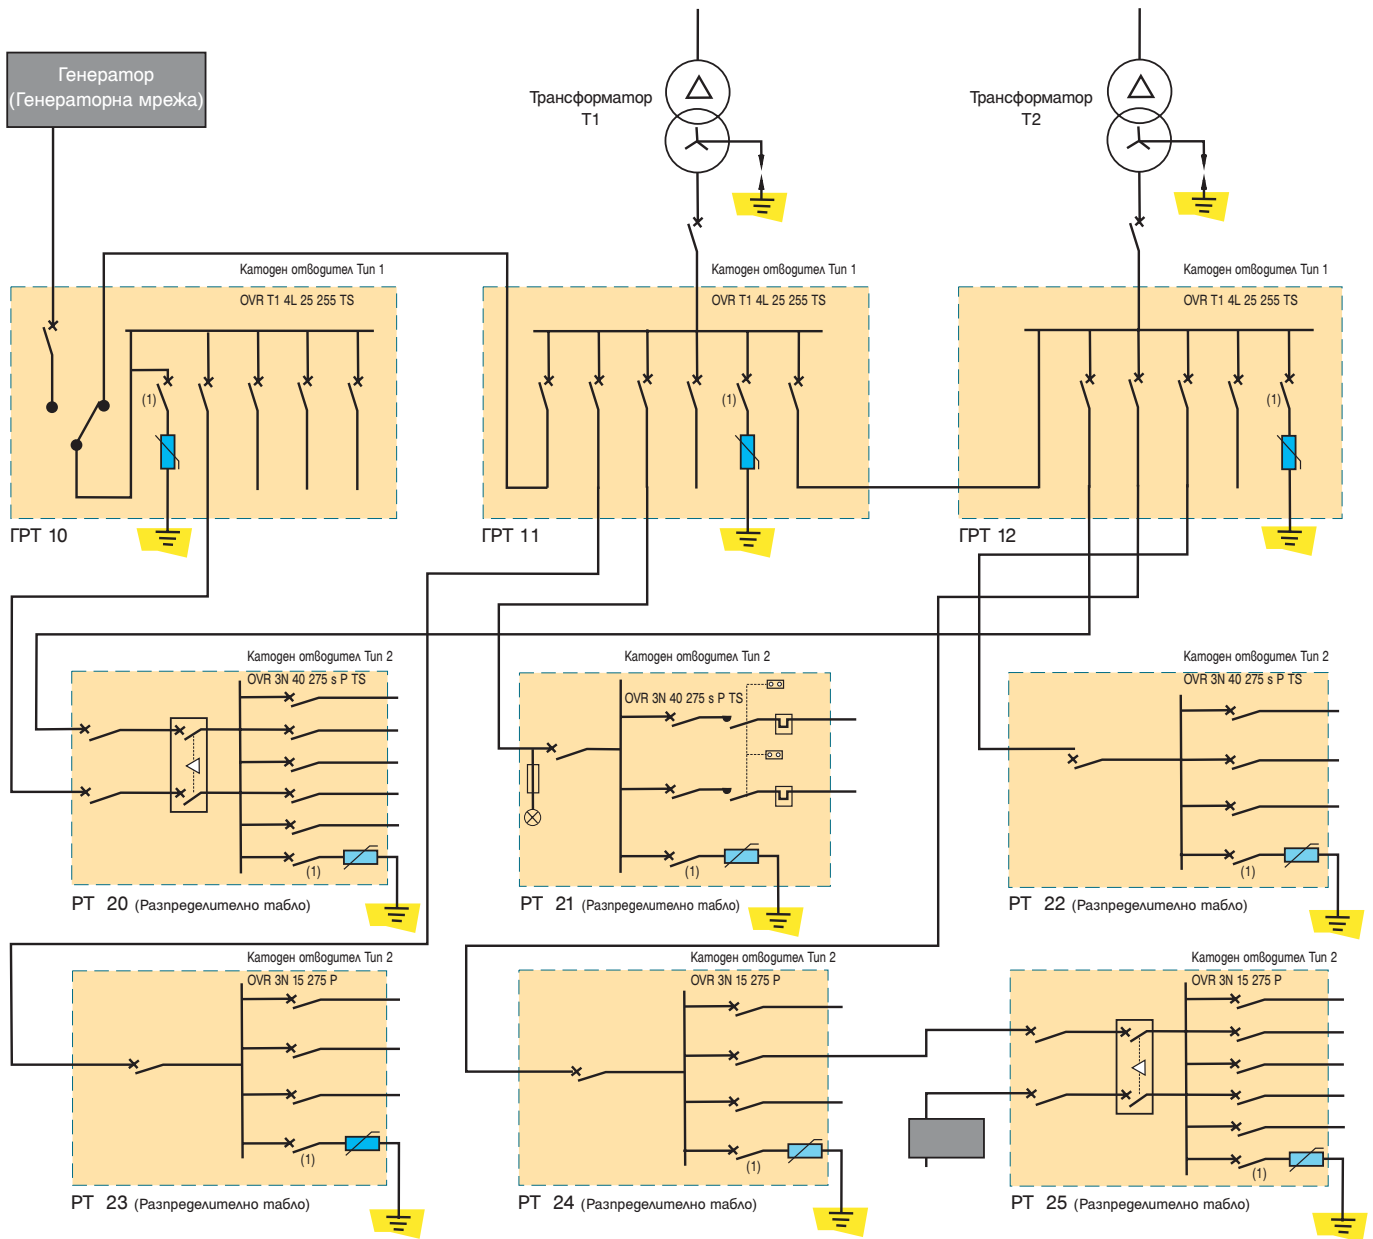 Генератор
(Генераторна мрежа)
Трансформатор
Т1
Трансформатор
Т2
Катоден отводител Тип 1
OVR T1 4L 25 255 TS
(1)
ГРТ 10
Катоден отводител Тип 1
OVR T1 4L 25 255 TS
(1)
ГРТ 11
Катоден отводител Тип 1
OVR T1 4L 25 255 TS
(1)
ГРТ 12
Катоден отводител Тип 2
OVR 3N 40 275 s P TS
(1)
РТ 20 (Разпределително табло)
Катоден отводител Тип 2
OVR 3N 40 275 s P TS
(1)
РТ 21 (Разпределително табло)
Катоден отводител Тип 2
OVR 3N 40 275 s P TS
(1)
РТ 22 (Разпределително табло)
Катоден отводител Тип 2
OVR 3N 15 275 P
(1)
РТ 23 (Разпределително табло)
Катоден отводител Тип 2
OVR 3N 15 275 P
(1)
РТ 24 (Разпределително табло)
Катоден отводител Тип 2
OVR 3N 15 275 P
(1)
РТ 25 (Разпределително табло)